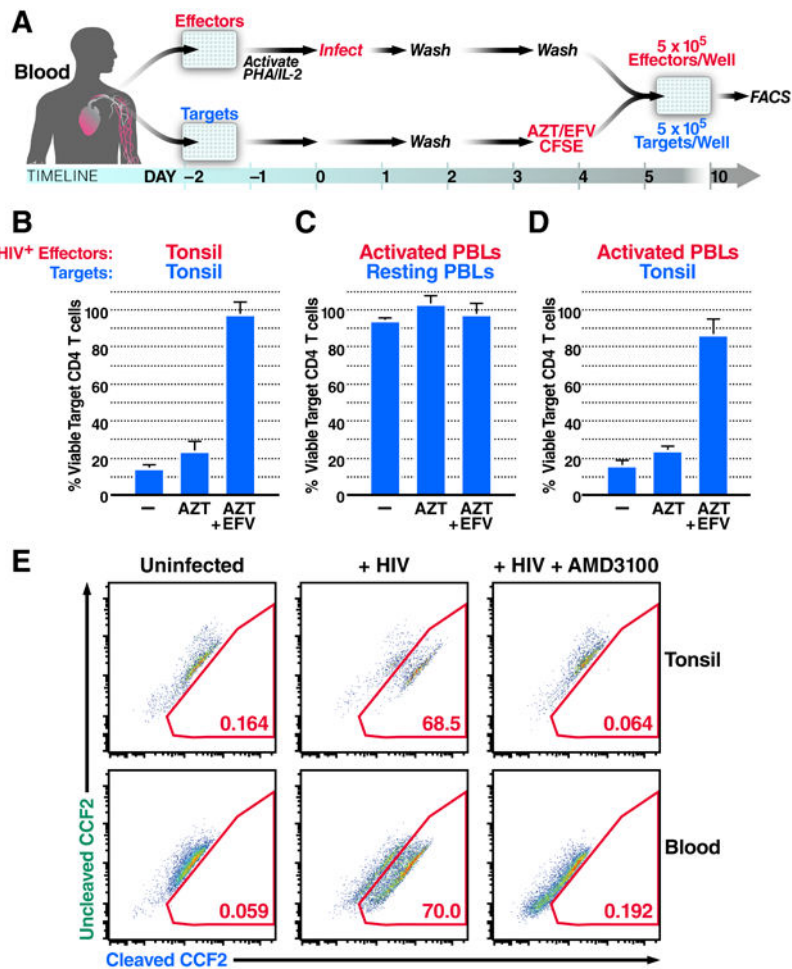 A
Effectors
Blood
Activate
PHA/IL-2
Infect
Wash
Wash
5 x 10⁵
Effectors/Well
FACS
Targets
Wash
AZT/EFV
CFSE
5 x 10⁵
Targets/Well
TIMELINE DAY –2 –1 0 1 2 3 4 5 10
B C D
HIV⁺ Effectors: Tonsil
Targets: Tonsil
Activated PBLs
Resting PBLs
Activated PBLs
Tonsil
% Viable Target CD4 T cells
100
80
60
40
20
0
– AZT AZT
+EFV
% Viable Target CD4 T cells
100
80
60
40
20
0
– AZT AZT
+EFV
% Viable Target CD4 T cells
100
80
60
40
20
0
– AZT AZT
+EFV
E
Uninfected + HIV + HIV + AMD3100
0.164 68.5 0.064
Tonsil
0.059 70.0 0.192
Blood
Uncleaved CCF2
Cleaved CCF2